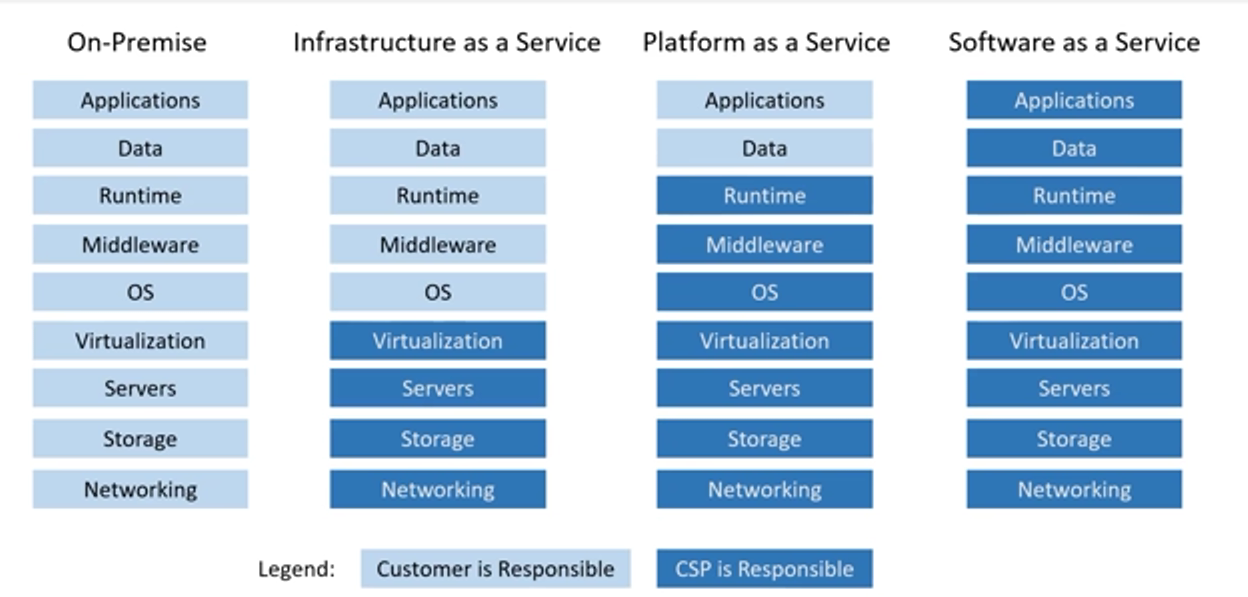 On-Premise Infrastructure as a Service Platform as a Service Software as a Service
Applications Applications Applications Applications
Data Data Data Data
Runtime Runtime Runtime Runtime
Middleware Middleware Middleware Middleware
OS OS OS OS
Virtualization Virtualization Virtualization Virtualization
Servers Servers Servers Servers
Storage Storage Storage Storage
Networking Networking Networking Networking
Legend: Customer is Responsible CSP is Responsible